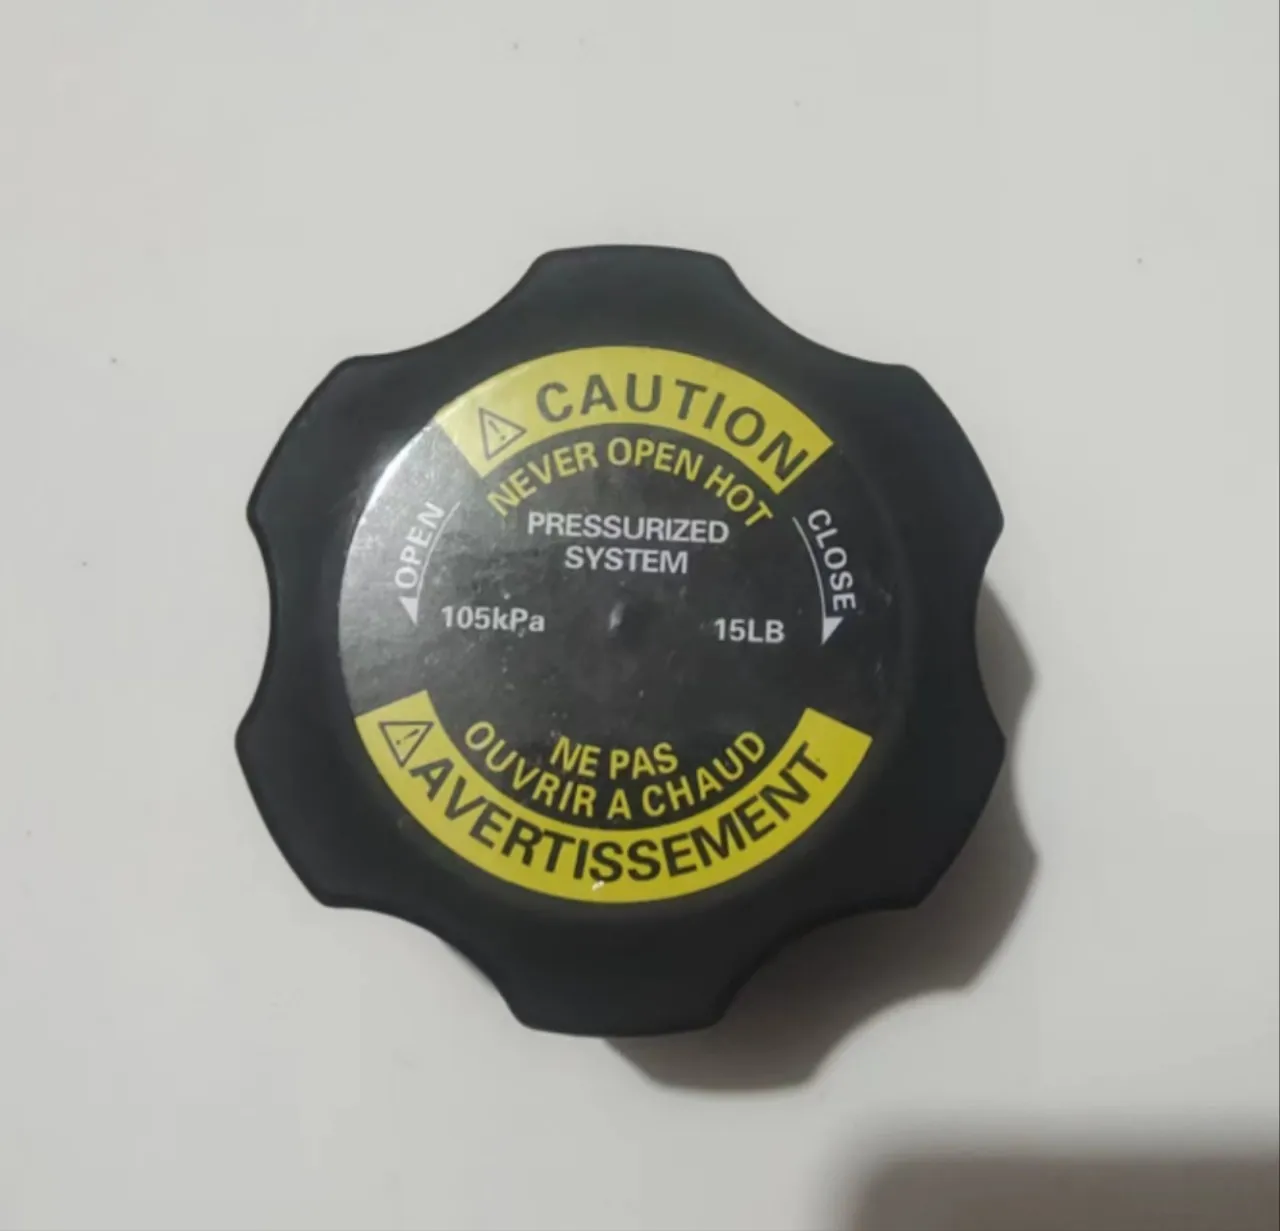 CAUTION
NEVER OPEN HOT
PRESSURIZED
SYSTEM
OPEN
CLOSE
105kPa
15LB
NE PAS
OUVRIR A CHAUD
AVERTISSEMENT